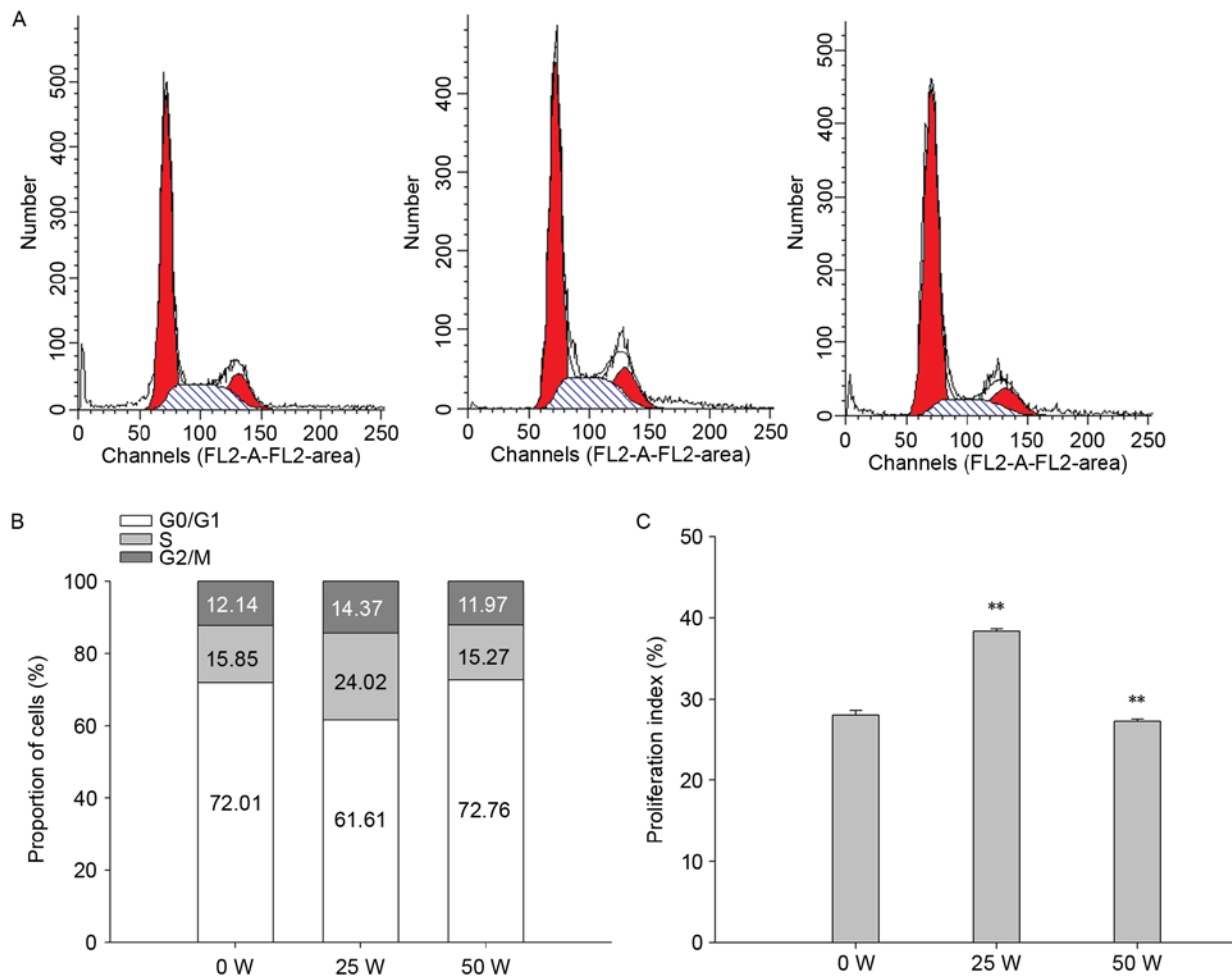 A
Number
500
400
300
200
100
0
0 50 100 150 200 250
Channels (FL2-A-FL2-area)
Number
400
300
200
100
0
0 50 100 150 200 250
Channels (FL2-A-FL2-area)
Number
500
400
300
200
100
0
0 50 100 150 200 250
Channels (FL2-A-FL2-area)
B
G0/G1
S
G2/M
Proportion of cells (%)
100
80
60
40
20
0
12.14 14.37 11.97
15.85 24.02 15.27
72.01 61.61 72.76
0 W 25 W 50 W
C
Proliferation index (%)
50
40
30
20
10
0
**
**
0 W 25 W 50 W